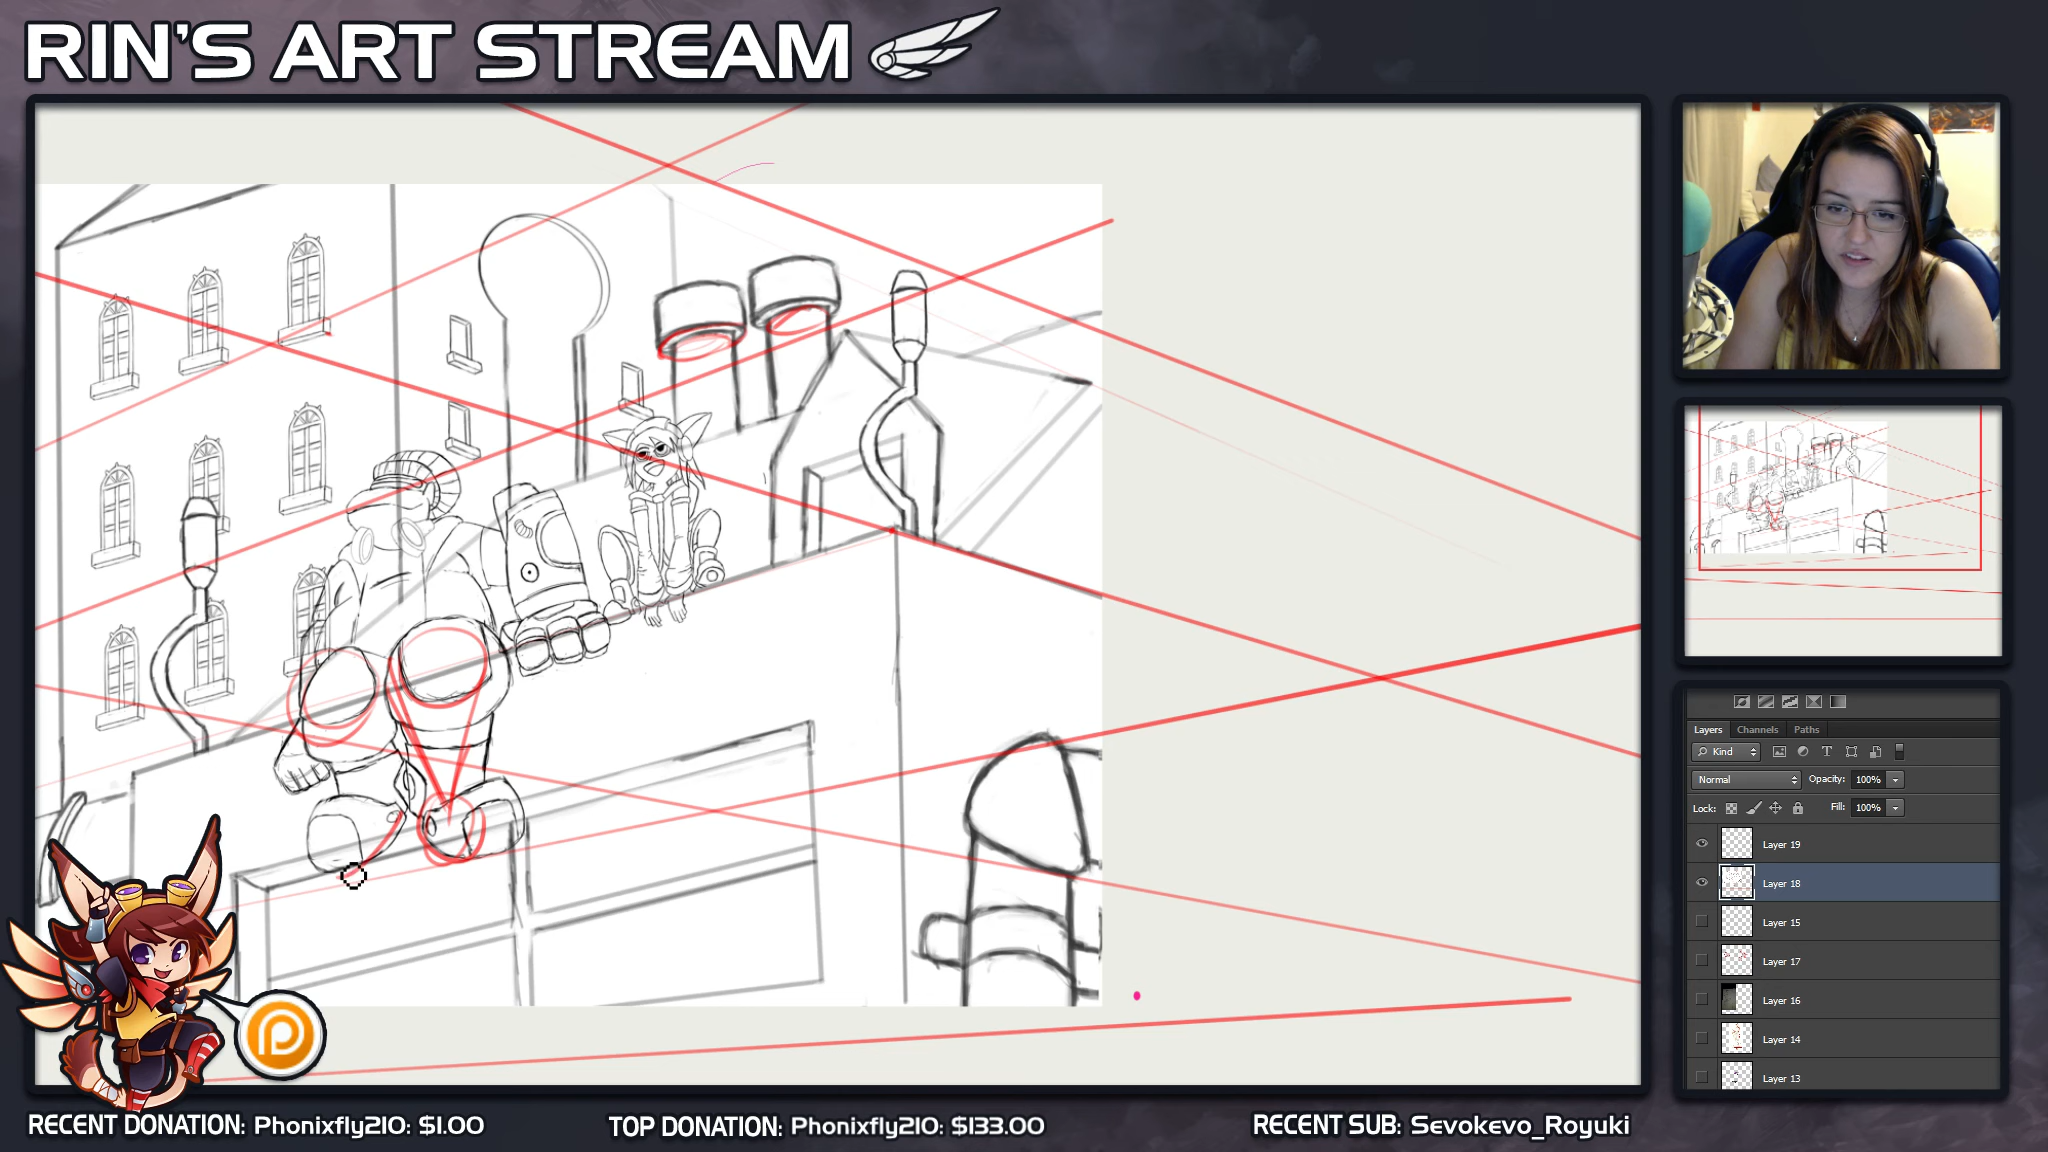 RIN'S ART STREAM
Layers Channels Paths
Kind
Normal Opacity: 100%
Lock: Fill: 100%
Layer 19
Layer 18
Layer 15
Layer 17
Layer 16
Layer 14
Layer 13
RECENT DONATION: Phonixfly210: $1.00
TOP DONATION: Phonixfly210: $133.00
RECENT SUB: Sevokevo_Royuki